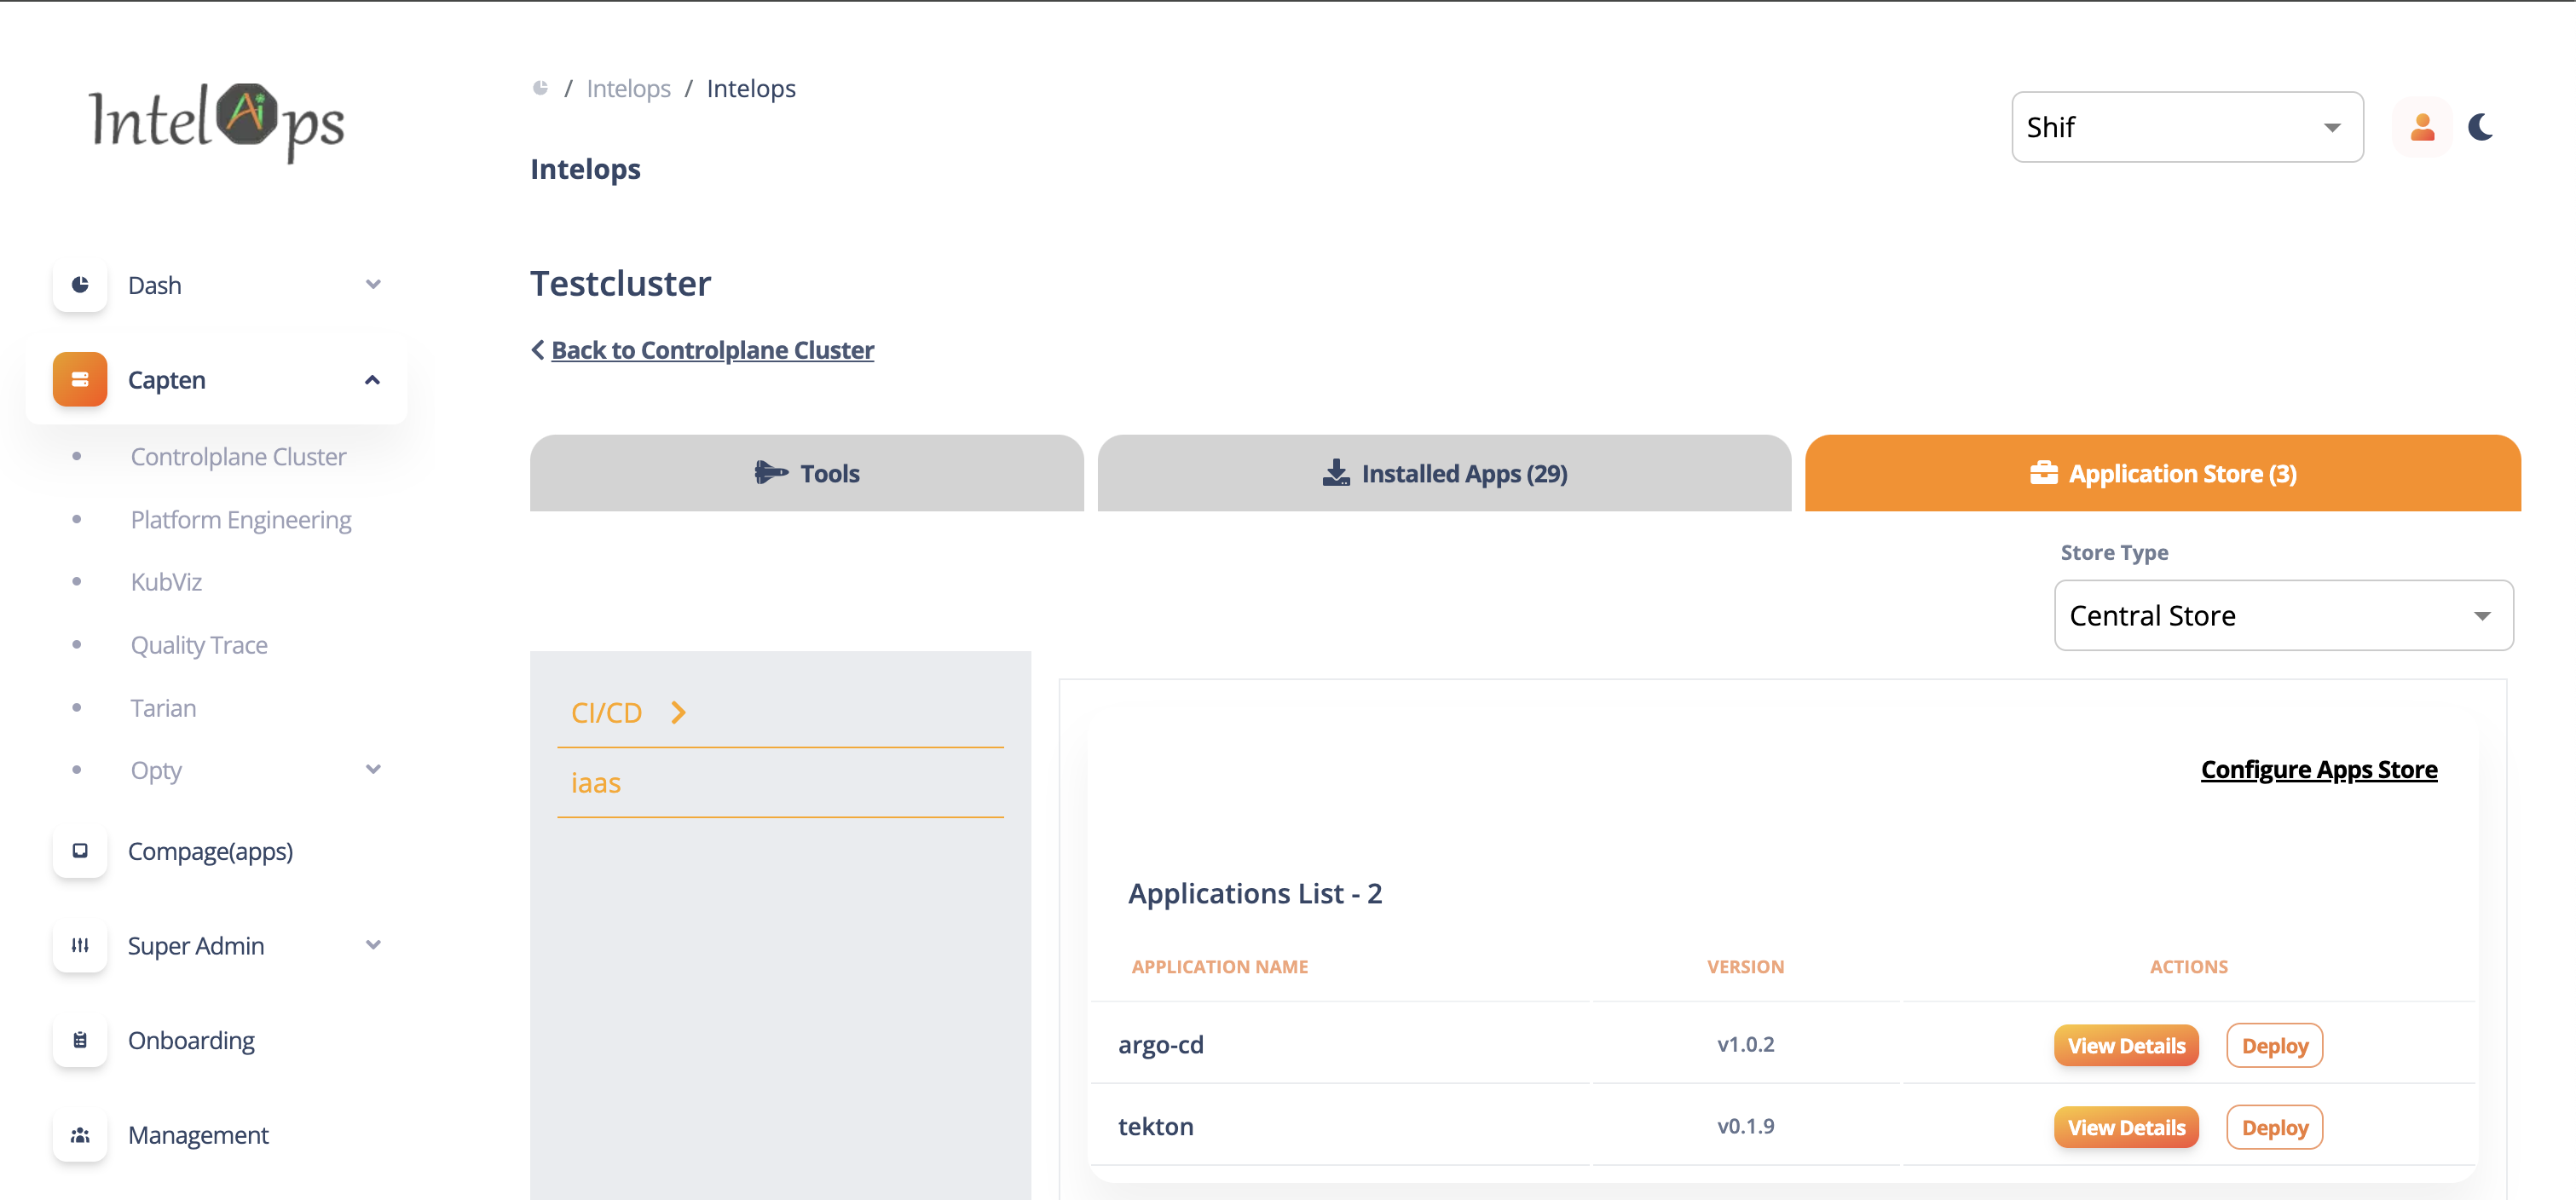 IntelAips
/ Intelops / Intelops
Intelops
Shif
Dash
Capten
Controlplane Cluster
Platform Engineering
KubViz
Quality Trace
Tarian
Opty
Compage(apps)
Super Admin
Onboarding
Management
Testcluster
Back to Controlplane Cluster
Tools
Installed Apps (29)
Application Store (3)
Store Type
Central Store
CI/CD
iaas
Configure Apps Store
Applications List - 2
APPLICATION NAME VERSION ACTIONS
argo-cd v1.0.2 View Details Deploy
tekton v0.1.9 View Details Deploy